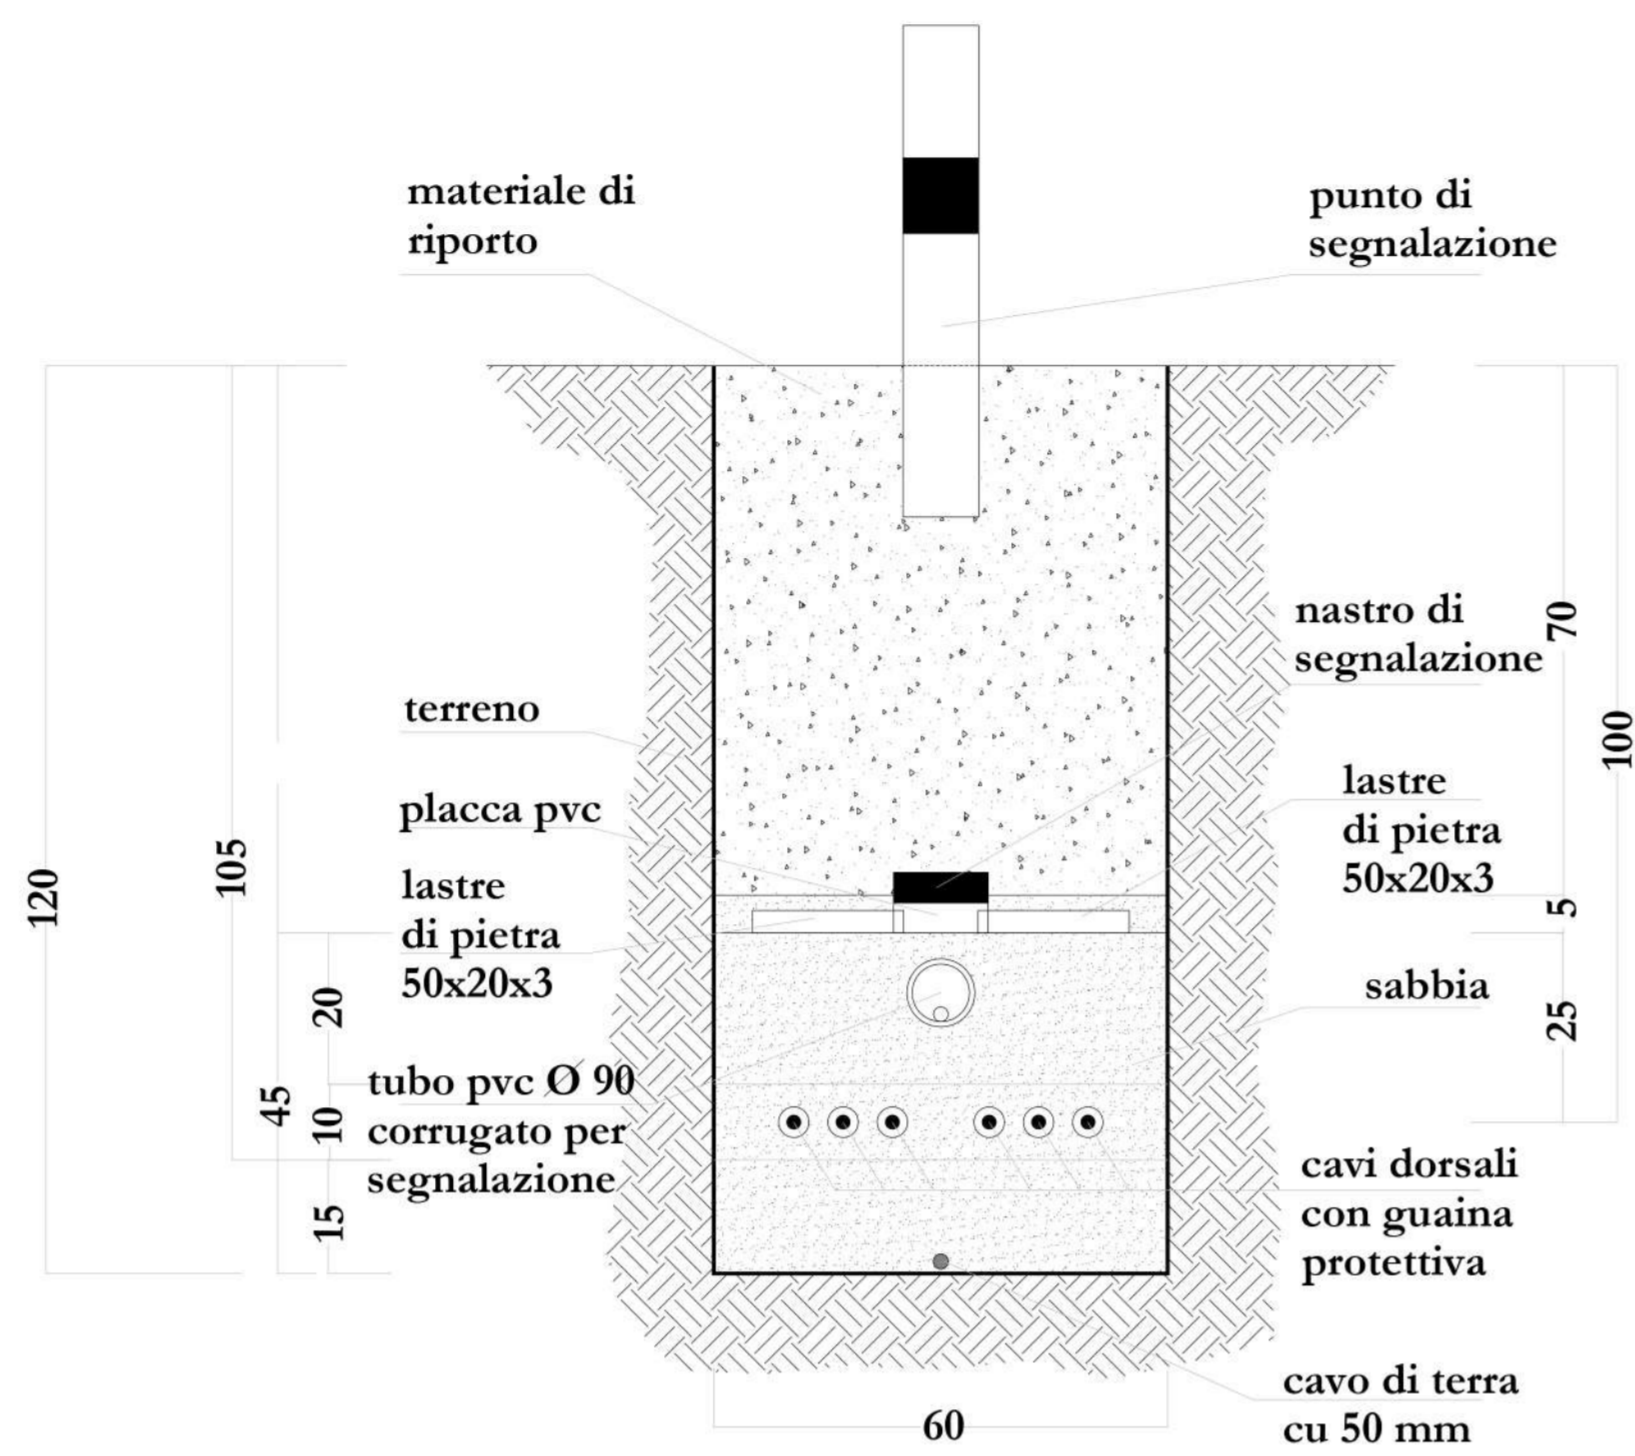 materiale di
riporto
punto di
segnalazione
nastro di
segnalazione
70
100
terreno
placca pvc
lastre
di pietra
50x20x3
lastre
di pietra
50x20x3
120
105
5
sabbia
20
25
45
10
15
tubo pvc Ø 90
corrugato per
segnalazione
cavi dorsali
con guaina
protettiva
cavo di terra
cu 50 mm
60